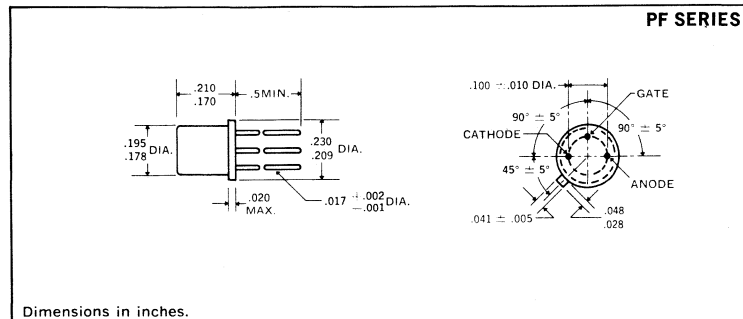 PF SERIES
.210
.170
.5MIN.
.195
.178
DIA.
.230
.209
DIA.
.020
MAX.
.017 +.002
-.001 DIA.
.100 ± .010 DIA.
GATE
90° ± 5°
90° ± 5°
CATHODE
45° ± 5°
ANODE
.041 ± .005
.048
.028
Dimensions in inches.